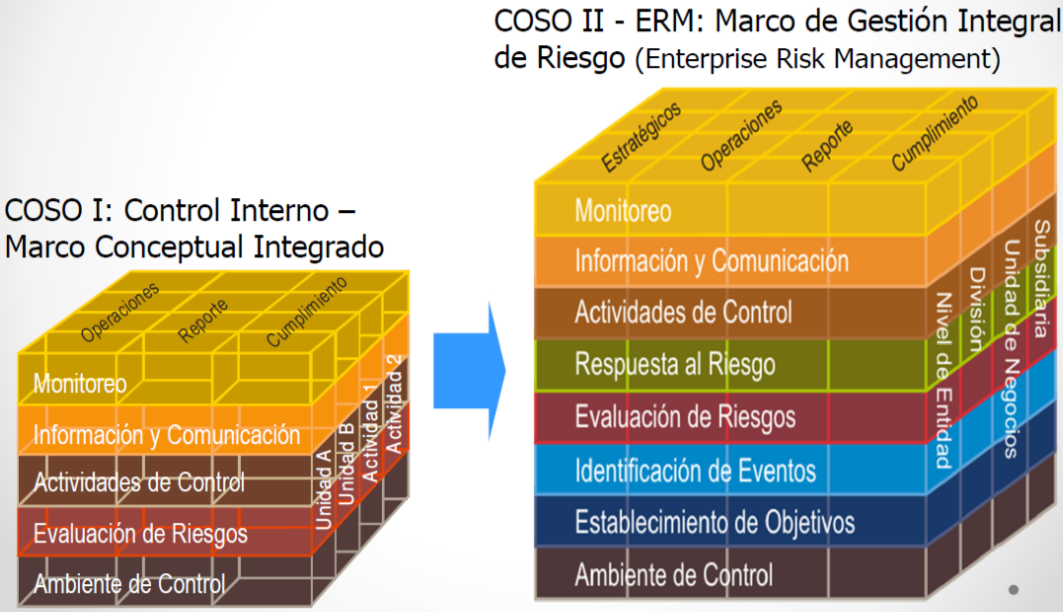 COSO II - ERM: Marco de Gestión Integral
de Riesgo (Enterprise Risk Management)
COSO I: Control Interno –
Marco Conceptual Integrado
Operaciones
Reporte
Cumplimiento
Monitoreo
Información y Comunicación
Actividades de Control
Evaluación de Riesgos
Ambiente de Control
Unidad A
Unidad B
Actividad 1
Actividad 2
Estratégicos
Operaciones
Reporte
Cumplimiento
Monitoreo
Información y Comunicación
Actividades de Control
Respuesta al Riesgo
Evaluación de Riesgos
Identificación de Eventos
Establecimiento de Objetivos
Ambiente de Control
Nivel de Entidad
División
Unidad de Negocios
Subsidiaria